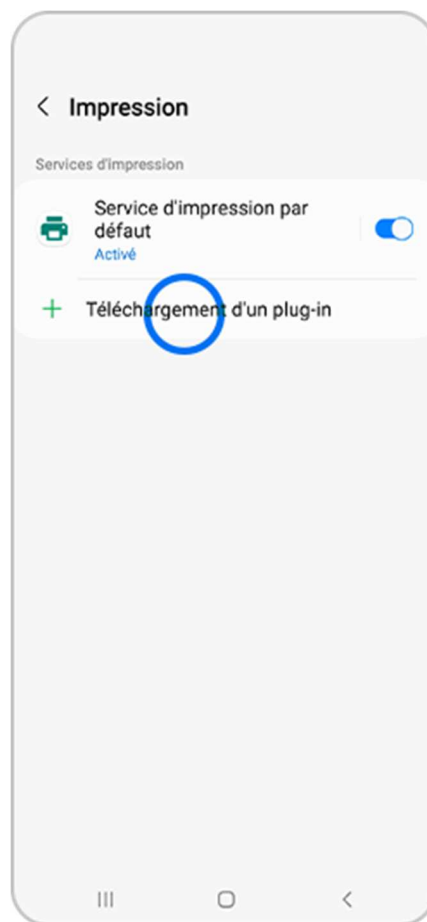 Impression
Services d'impression
Service d'impression par
défaut
Activé
Téléchargement d'un plug-in